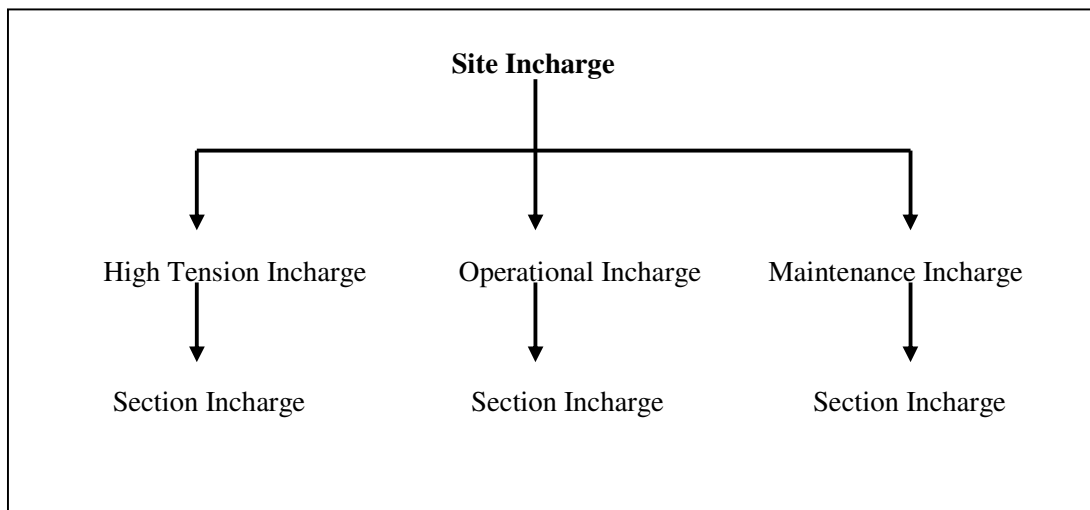 Site Incharge
High Tension Incharge Operational Incharge Maintenance Incharge
Section Incharge Section Incharge Section Incharge